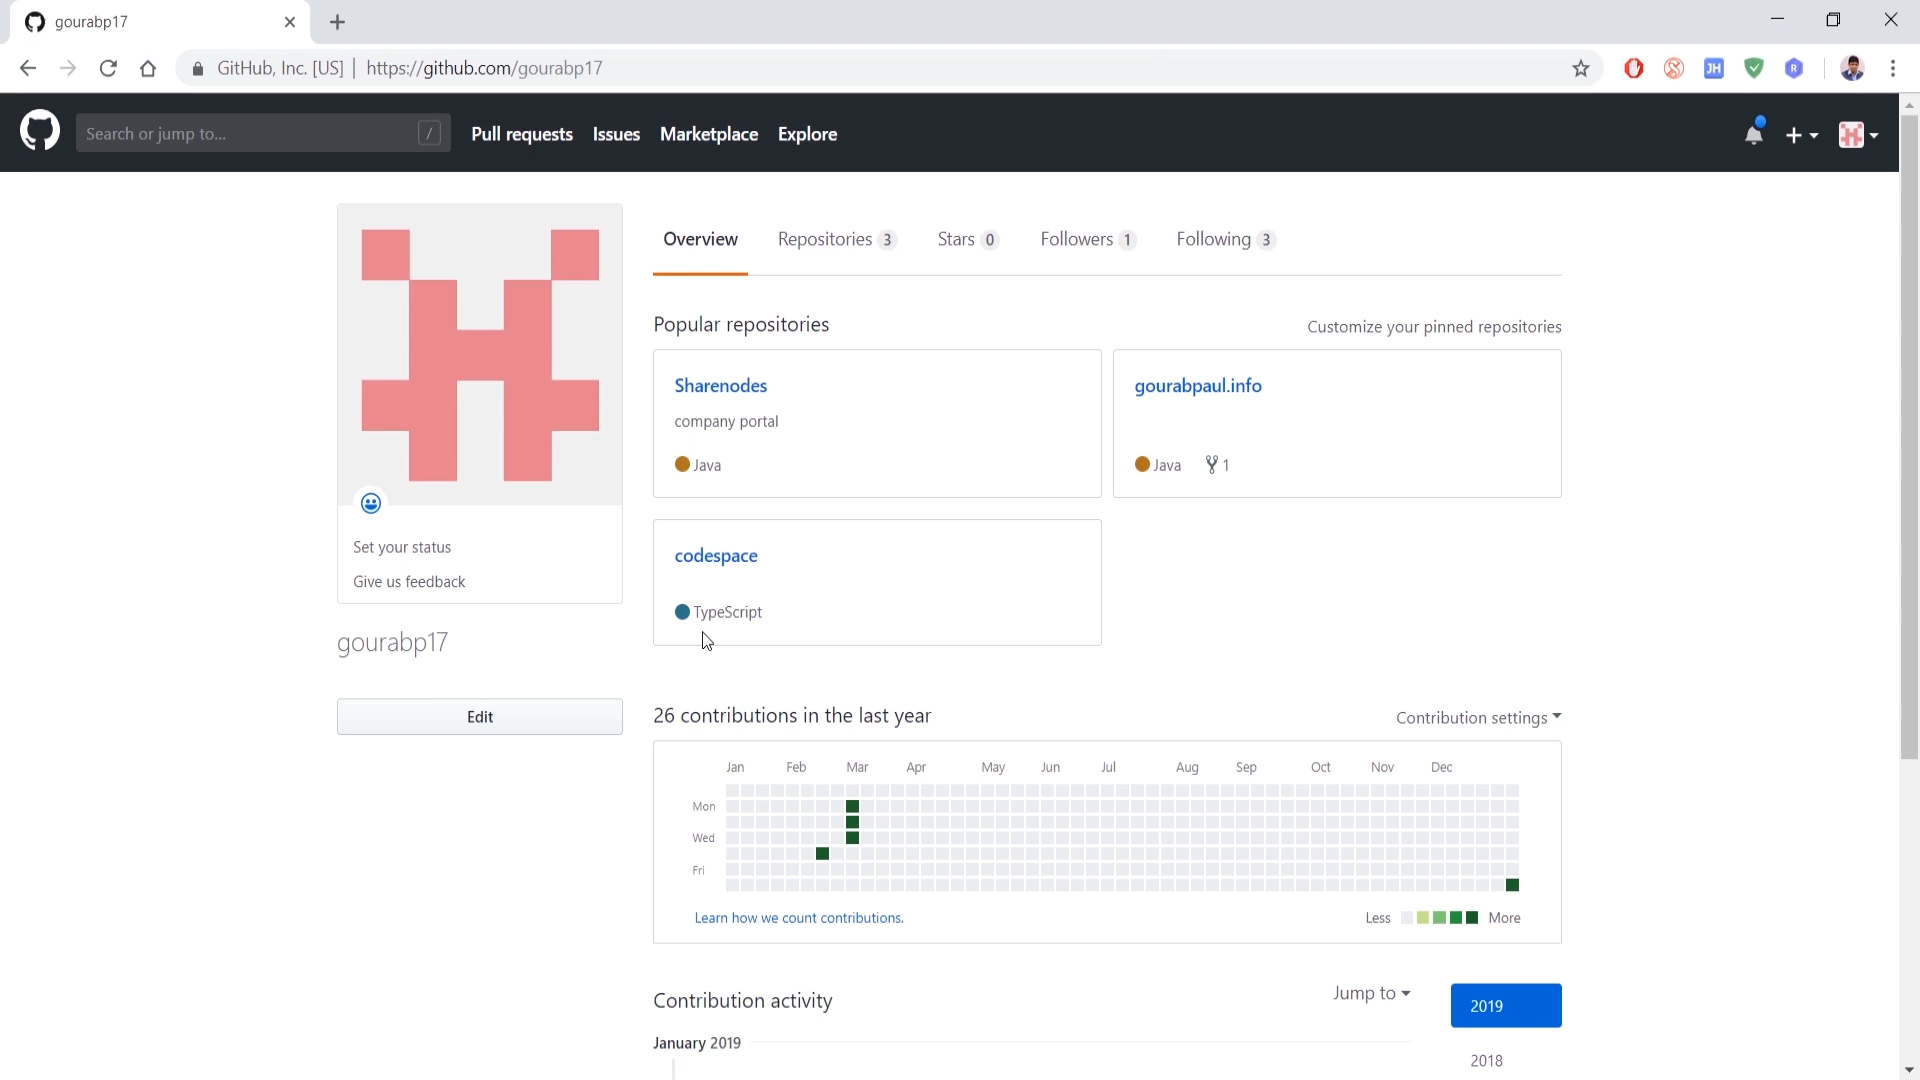 gourabp17
GitHub, Inc. [US] | https://github.com/gourabp17
JH
R
Search or jump to... /
Pull requests Issues Marketplace Explore
Overview Repositories 3 Stars 0 Followers 1 Following 3
Popular repositories
Customize your pinned repositories
Sharenodes
company portal
Java
gourabpaul.info
Java 1
codespace
TypeScript
Set your status
Give us feedback
gourabp17
Edit
26 contributions in the last year
Contribution settings
Jan Feb Mar Apr May Jun Jul Aug Sep Oct Nov Dec
Mon
Wed
Fri
Learn how we count contributions.
Less More
Contribution activity
Jump to
2019
January 2019
2018